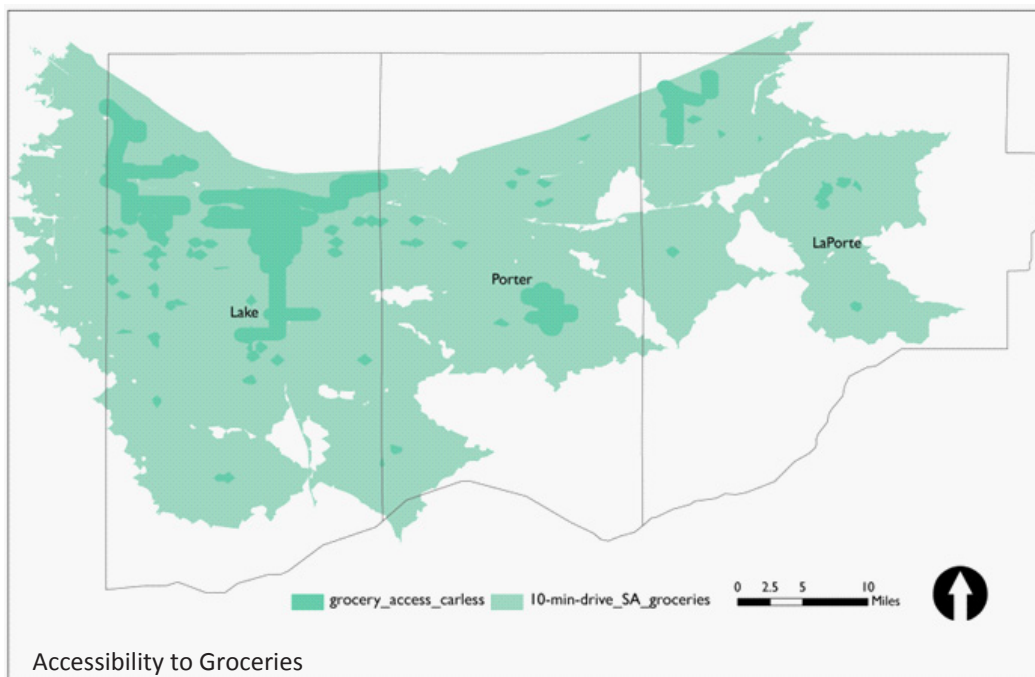 LaPorte
Porter
Lake
grocery_access_carless 10-min-drive_SA_groceries
0 2.5 5 10
Miles
Accessibility to Groceries